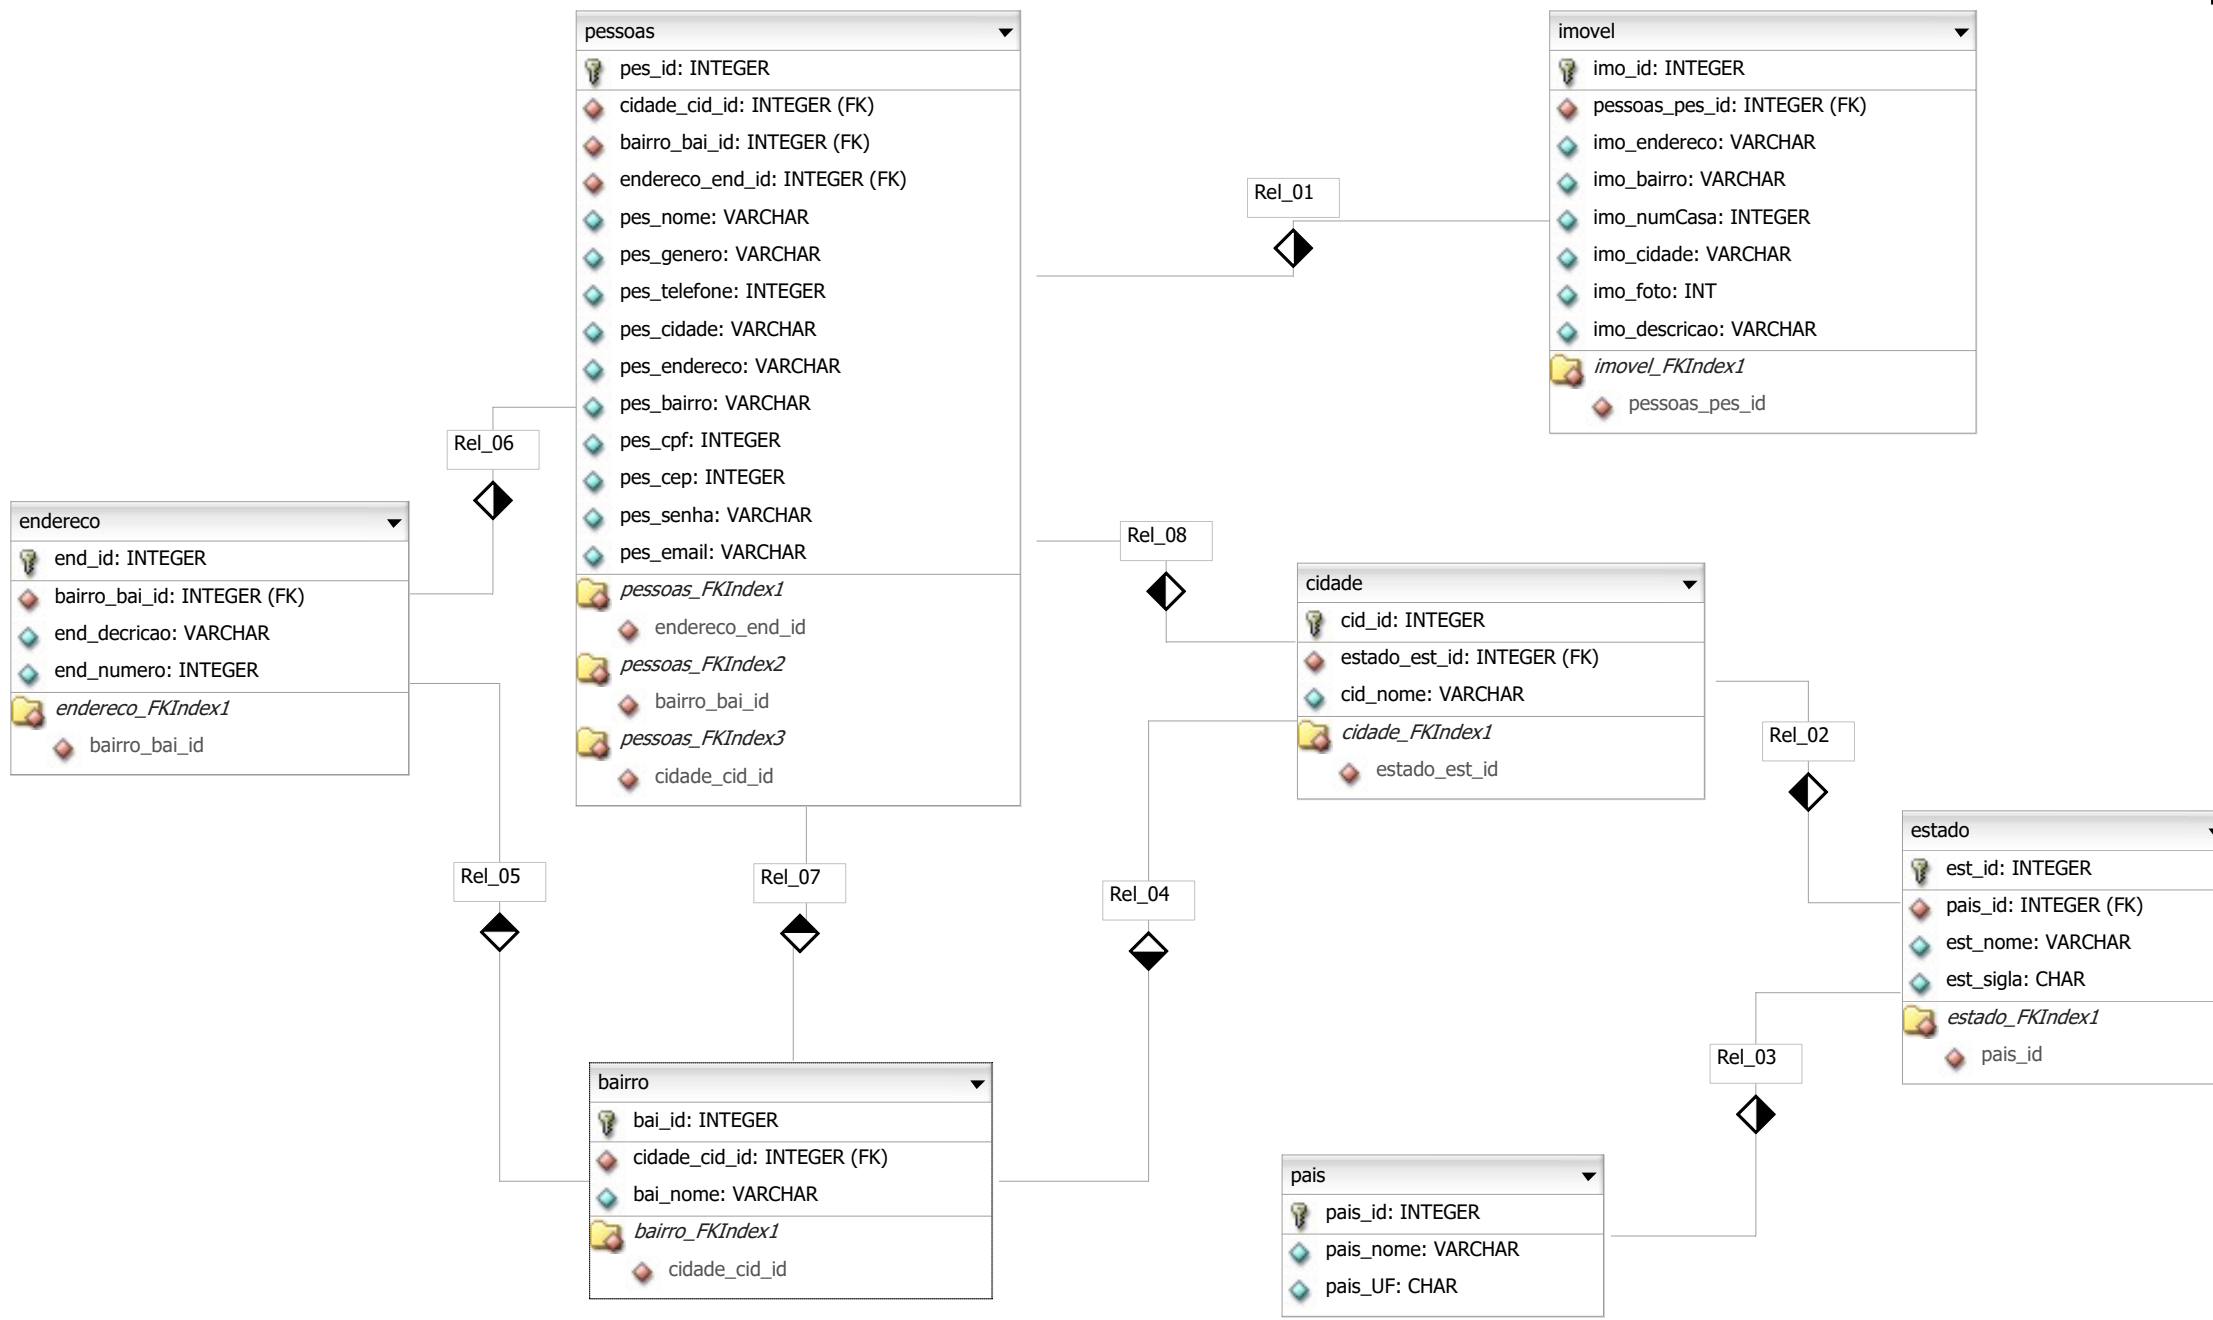 pessoas
pes_id: INTEGER
cidade_cid_id: INTEGER (FK)
bairro_bai_id: INTEGER (FK)
endereco_end_id: INTEGER (FK)
pes_nome: VARCHAR
pes_genero: VARCHAR
pes_telefone: INTEGER
pes_cidade: VARCHAR
pes_endereco: VARCHAR
pes_bairro: VARCHAR
pes_cpf: INTEGER
pes_cep: INTEGER
pes_senha: VARCHAR
pes_email: VARCHAR
pessoas_FKIndex1
endereco_end_id
pessoas_FKIndex2
bairro_bai_id
pessoas_FKIndex3
cidade_cid_id
imovel
imo_id: INTEGER
pessoas_pes_id: INTEGER (FK)
imo_endereco: VARCHAR
imo_bairro: VARCHAR
imo_numCasa: INTEGER
imo_cidade: VARCHAR
imo_foto: INT
imo_descricao: VARCHAR
imovel_FKIndex1
pessoas_pes_id
Rel_01
Rel_06
endereco
end_id: INTEGER
bairro_bai_id: INTEGER (FK)
end_decricao: VARCHAR
end_numero: INTEGER
endereco_FKIndex1
bairro_bai_id
Rel_08
cidade
cid_id: INTEGER
estado_est_id: INTEGER (FK)
cid_nome: VARCHAR
cidade_FKIndex1
estado_est_id
Rel_02
Rel_05
Rel_07
Rel_04
estado
est_id: INTEGER
pais_id: INTEGER (FK)
est_nome: VARCHAR
est_sigla: CHAR
estado_FKIndex1
pais_id
Rel_03
bairro
bai_id: INTEGER
cidade_cid_id: INTEGER (FK)
bai_nome: VARCHAR
bairro_FKIndex1
cidade_cid_id
pais
pais_id: INTEGER
pais_nome: VARCHAR
pais_UF: CHAR